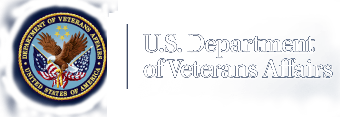 DEPARTMENT OF VETERANS AFFAIRS
UNITED STATES OF AMERICA
U.S. Department
of Veterans Affairs